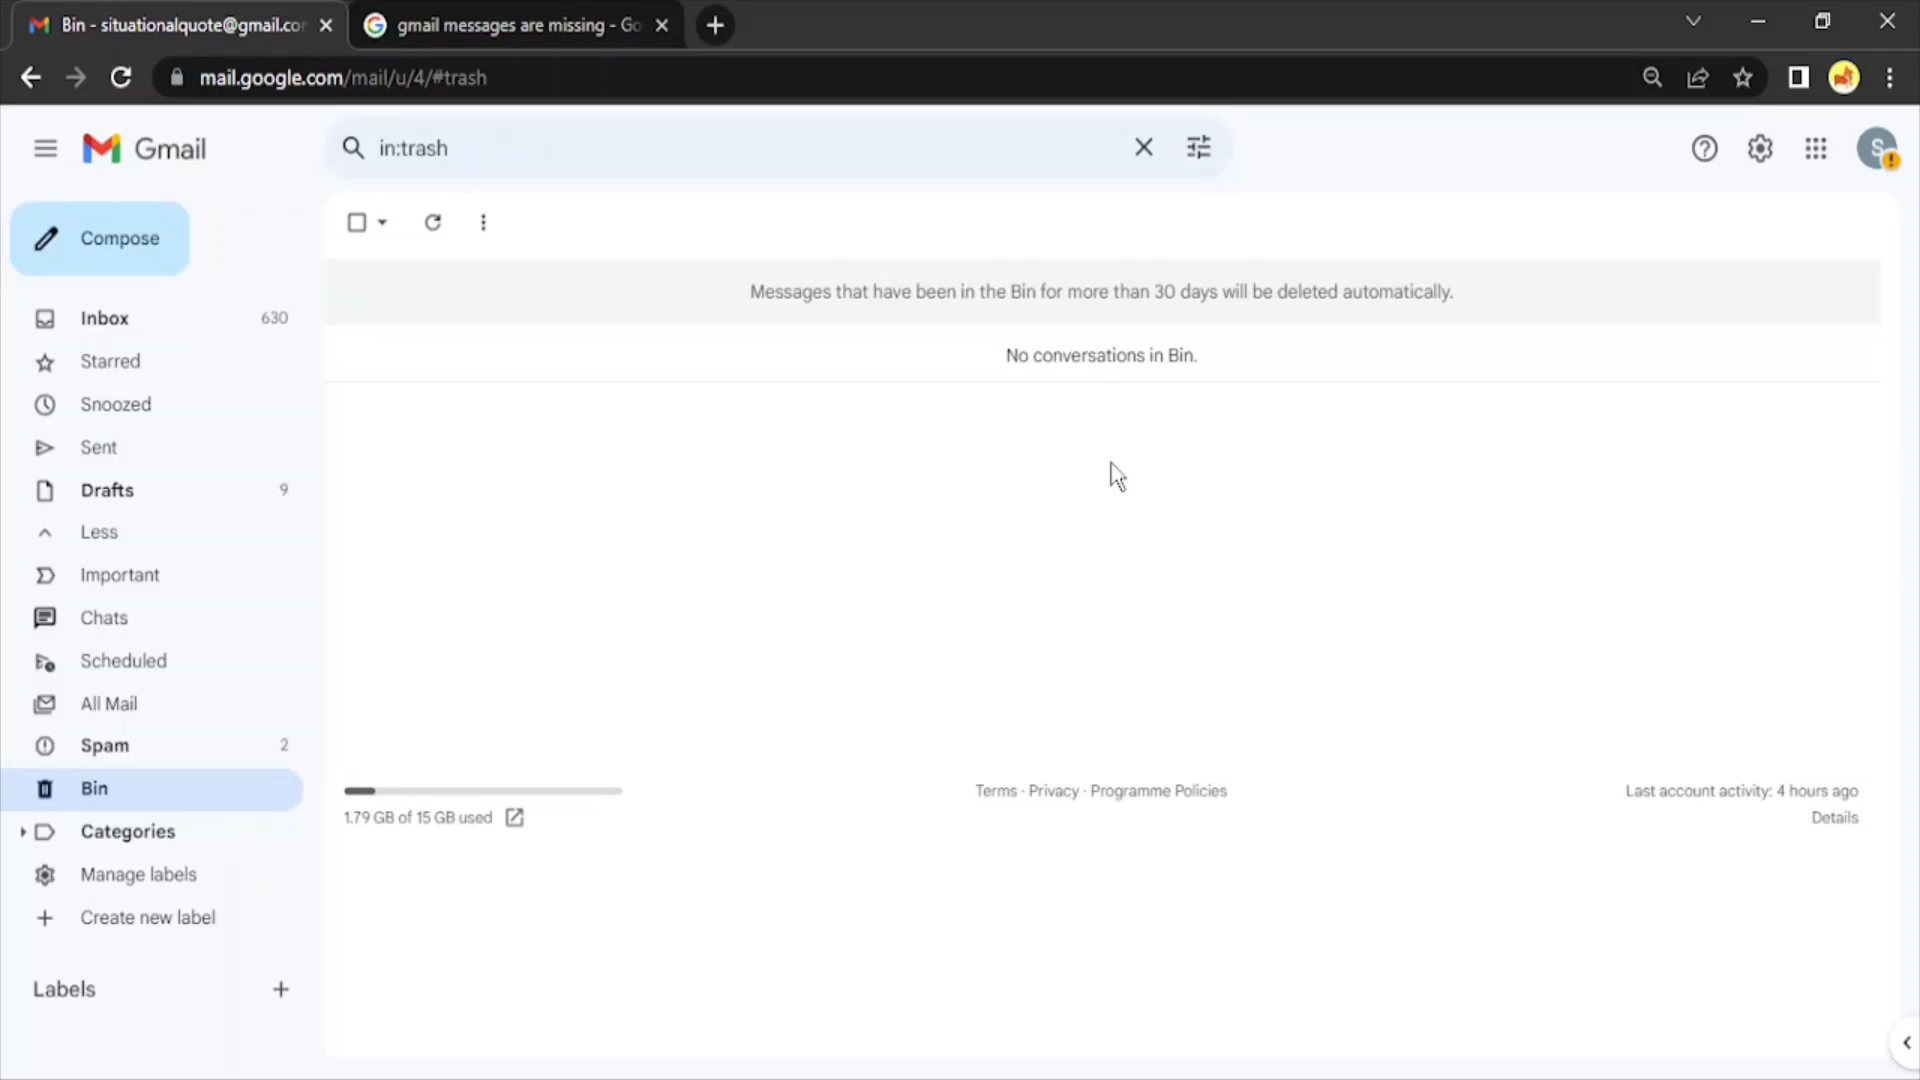 Bin - situationalquote@gmail.co
gmail messages are missing - Go
mail.google.com/mail/u/4/#trash
Gmail
in:trash
S
Compose
Messages that have been in the Bin for more than 30 days will be deleted automatically.
Inbox 630
No conversations in Bin.
Starred
Snoozed
Sent
Drafts 9
Less
Important
Chats
Scheduled
All Mail
Spam 2
Bin
Terms · Privacy · Programme Policies
Last account activity: 4 hours ago
1.79 GB of 15 GB used
Details
Categories
Manage labels
Create new label
Labels